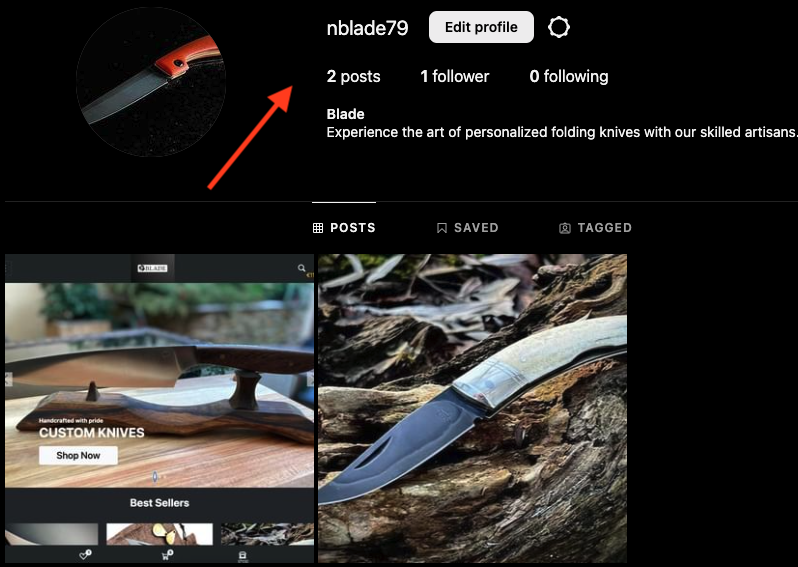 nblade79 Edit profile
2 posts 1 follower 0 following
Blade
Experience the art of personalized folding knives with our skilled artisans.
POSTS SAVED TAGGED
BLADE
Handcrafted with pride
CUSTOM KNIVES
Shop Now
Best Sellers